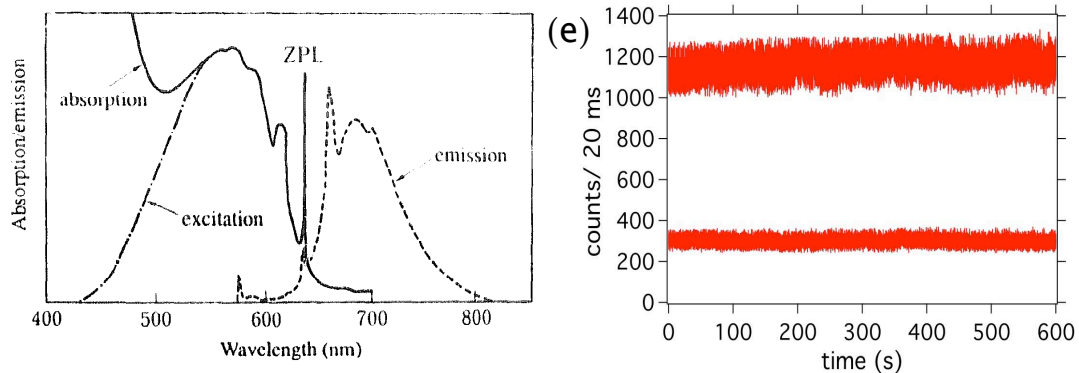 ZPL
absorption
excitation
emission
Absorption/emission
400 500 600 700 800
Wavelength (nm)
(e)
1400
1200
1000
800
600
400
200
0
counts/ 20 ms
0 100 200 300 400 500 600
time (s)